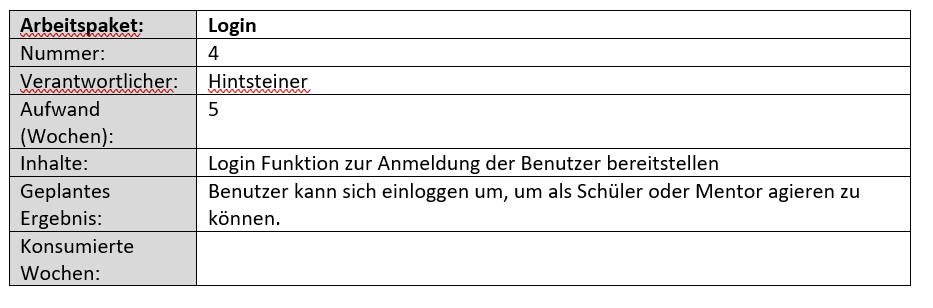 Arbeitspaket: Login
Nummer: 4
Verantwortlicher: Hintsteiner
Aufwand 5
(Wochen):
Inhalte: Login Funktion zur Anmeldung der Benutzer bereitstellen
Geplantes Benutzer kann sich einloggen um, um als Schüler oder Mentor agieren zu
Ergebnis: können.
Konsumierte
Wochen: